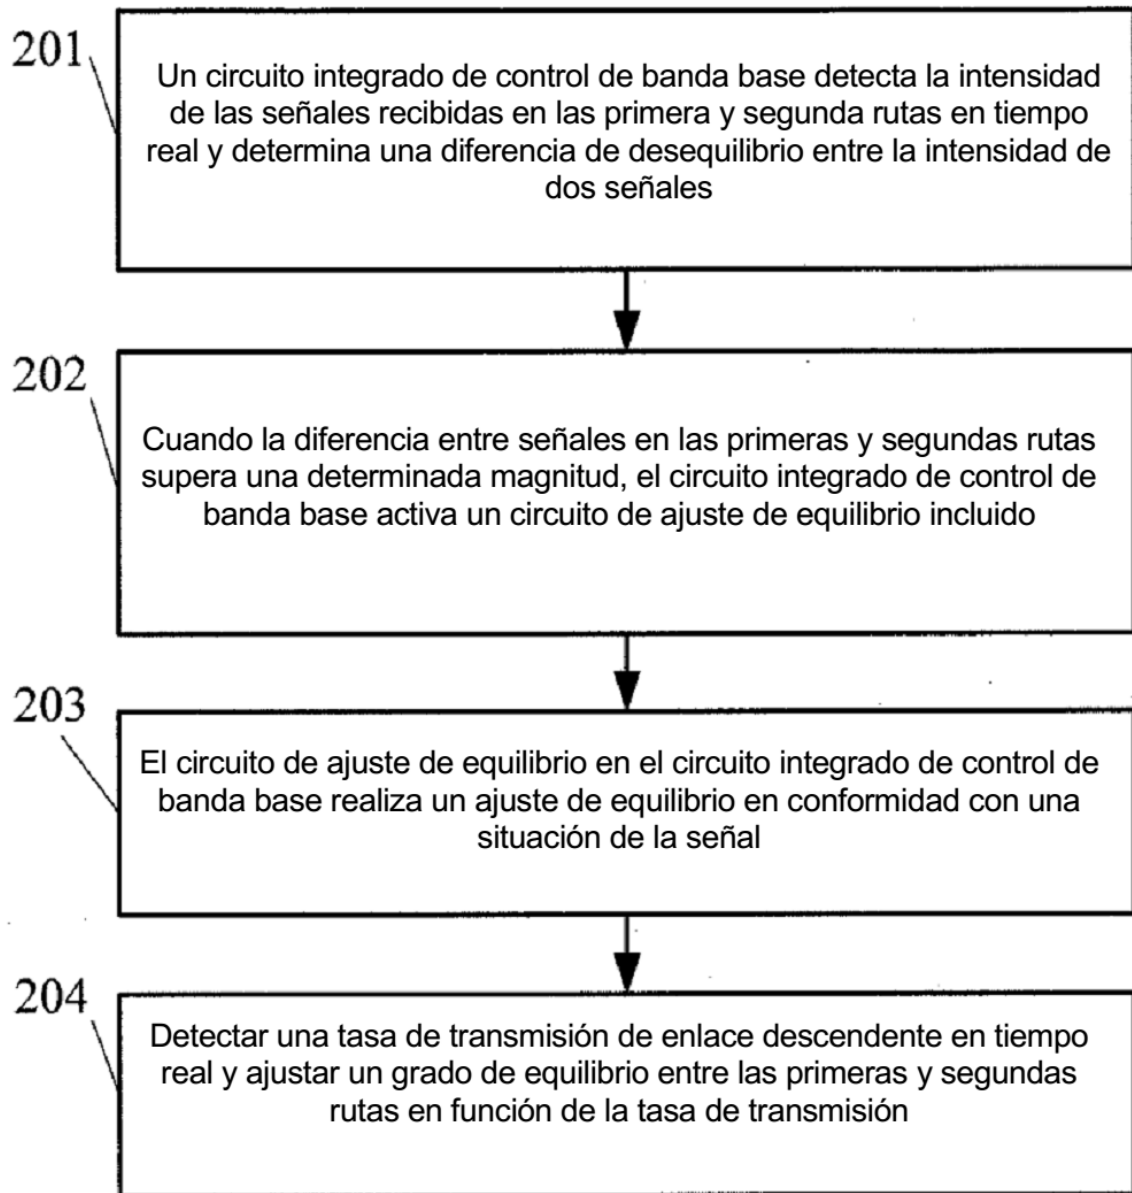 201
Un circuito integrado de control de banda base detecta la intensidad
de las señales recibidas en las primera y segunda rutas en tiempo
real y determina una diferencia de desequilibrio entre la intensidad de
dos señales
202
Cuando la diferencia entre señales en las primeras y segundas rutas
supera una determinada magnitud, el circuito integrado de control de
banda base activa un circuito de ajuste de equilibrio incluido
203
El circuito de ajuste de equilibrio en el circuito integrado de control de
banda base realiza un ajuste de equilibrio en conformidad con una
situación de la señal
204
Detectar una tasa de transmisión de enlace descendente en tiempo
real y ajustar un grado de equilibrio entre las primeras y segundas
rutas en función de la tasa de transmisión